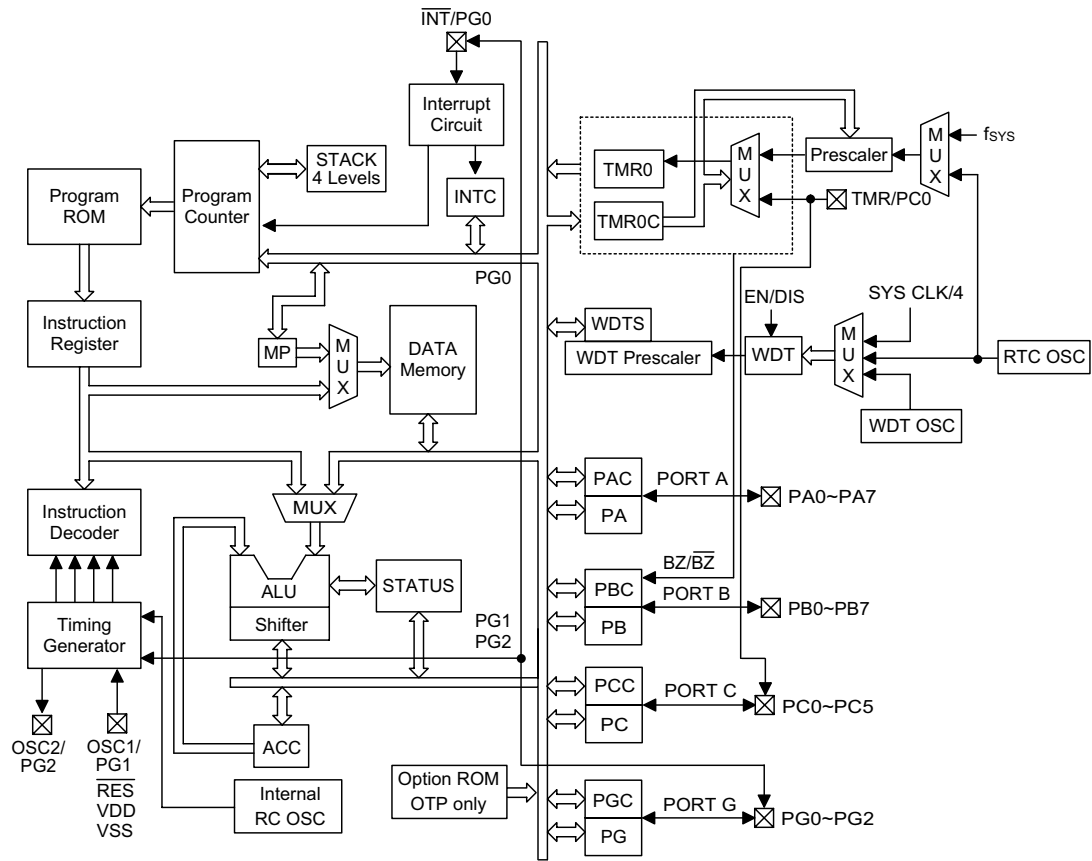 INT/PG0
Interrupt
Circuit
STACK
4 Levels
Program
ROM
Program
Counter
INTC
PG0
TMR0
TMR0C
MUX
Prescaler
MUX
fSYS
TMR/PC0
Instruction
Register
MP
MUX
DATA
Memory
EN/DIS
SYS CLK/4
WDTS
WDT Prescaler
WDT
MUX
RTC OSC
WDT OSC
Instruction
Decoder
MUX
PAC
PA
PORT A
PA0~PA7
ALU
Shifter
STATUS
BZ/BZ
PBC
PB
PORT B
PB0~PB7
Timing
Generator
PG1
PG2
PCC
PC
PORT C
PC0~PC5
OSC2/
PG2
OSC1/
PG1
RES
VDD
VSS
ACC
Internal
RC OSC
Option ROM
OTP only
PGC
PG
PORT G
PG0~PG2